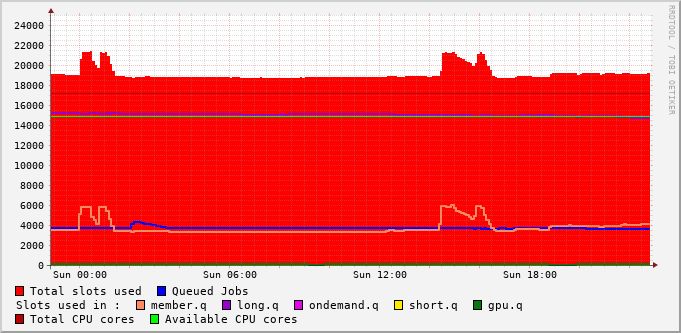 24000
22000
20000
18000
16000
14000
12000
10000
8000
6000
4000
2000
0
Sun 00:00 Sun 06:00 Sun 12:00 Sun 18:00
Total slots used Queued Jobs
Slots used in : member.q long.q ondemand.q short.q gpu.q
Total CPU cores Available CPU cores
RRDTOOL / TOBI OETIKER